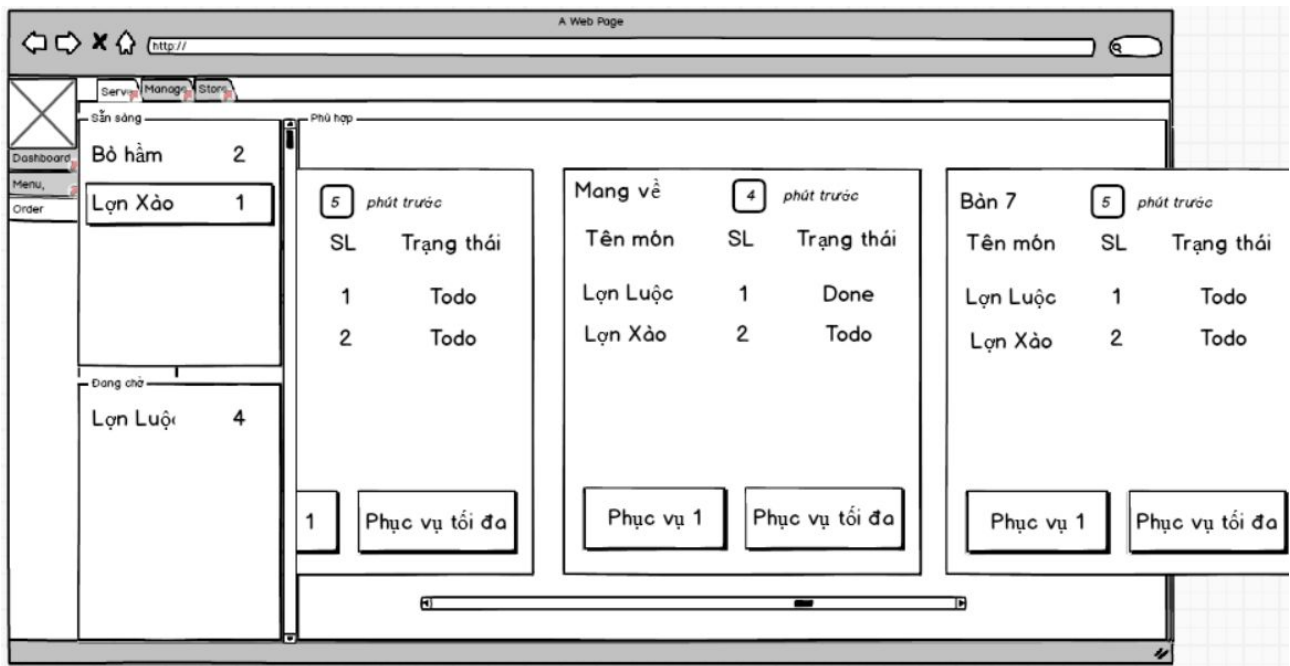 A Web Page
http://
Serve Manage Store
Dashboard
Menu,
Order
Sẵn sàng
Bò hầm 2
Lợn Xào 1
Đang chờ
Lợn Luộc 4
Phù hợp
5 phút trước
SL Trạng thái
1 Todo
2 Todo
1 Phục vụ tối đa
Mang về 4 phút trước
Tên món SL Trạng thái
Lợn Luộc 1 Done
Lợn Xào 2 Todo
Phục vụ 1 Phục vụ tối đa
Bàn 7 5 phút trước
Tên món SL Trạng thái
Lợn Luộc 1 Todo
Lợn Xào 2 Todo
Phục vụ 1 Phục vụ tối đa